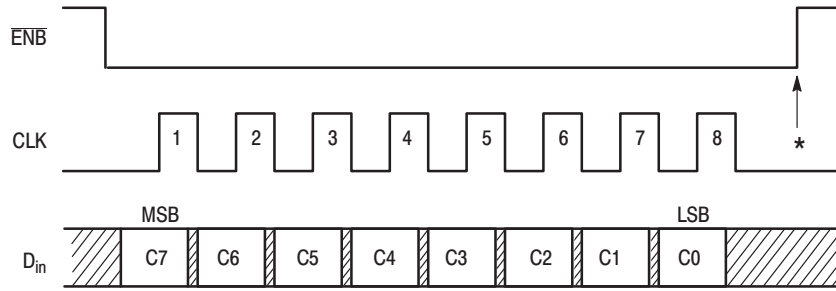 ENB
CLK 1 2 3 4 5 6 7 8 *
MSB LSB
Din C7 C6 C5 C4 C3 C2 C1 C0